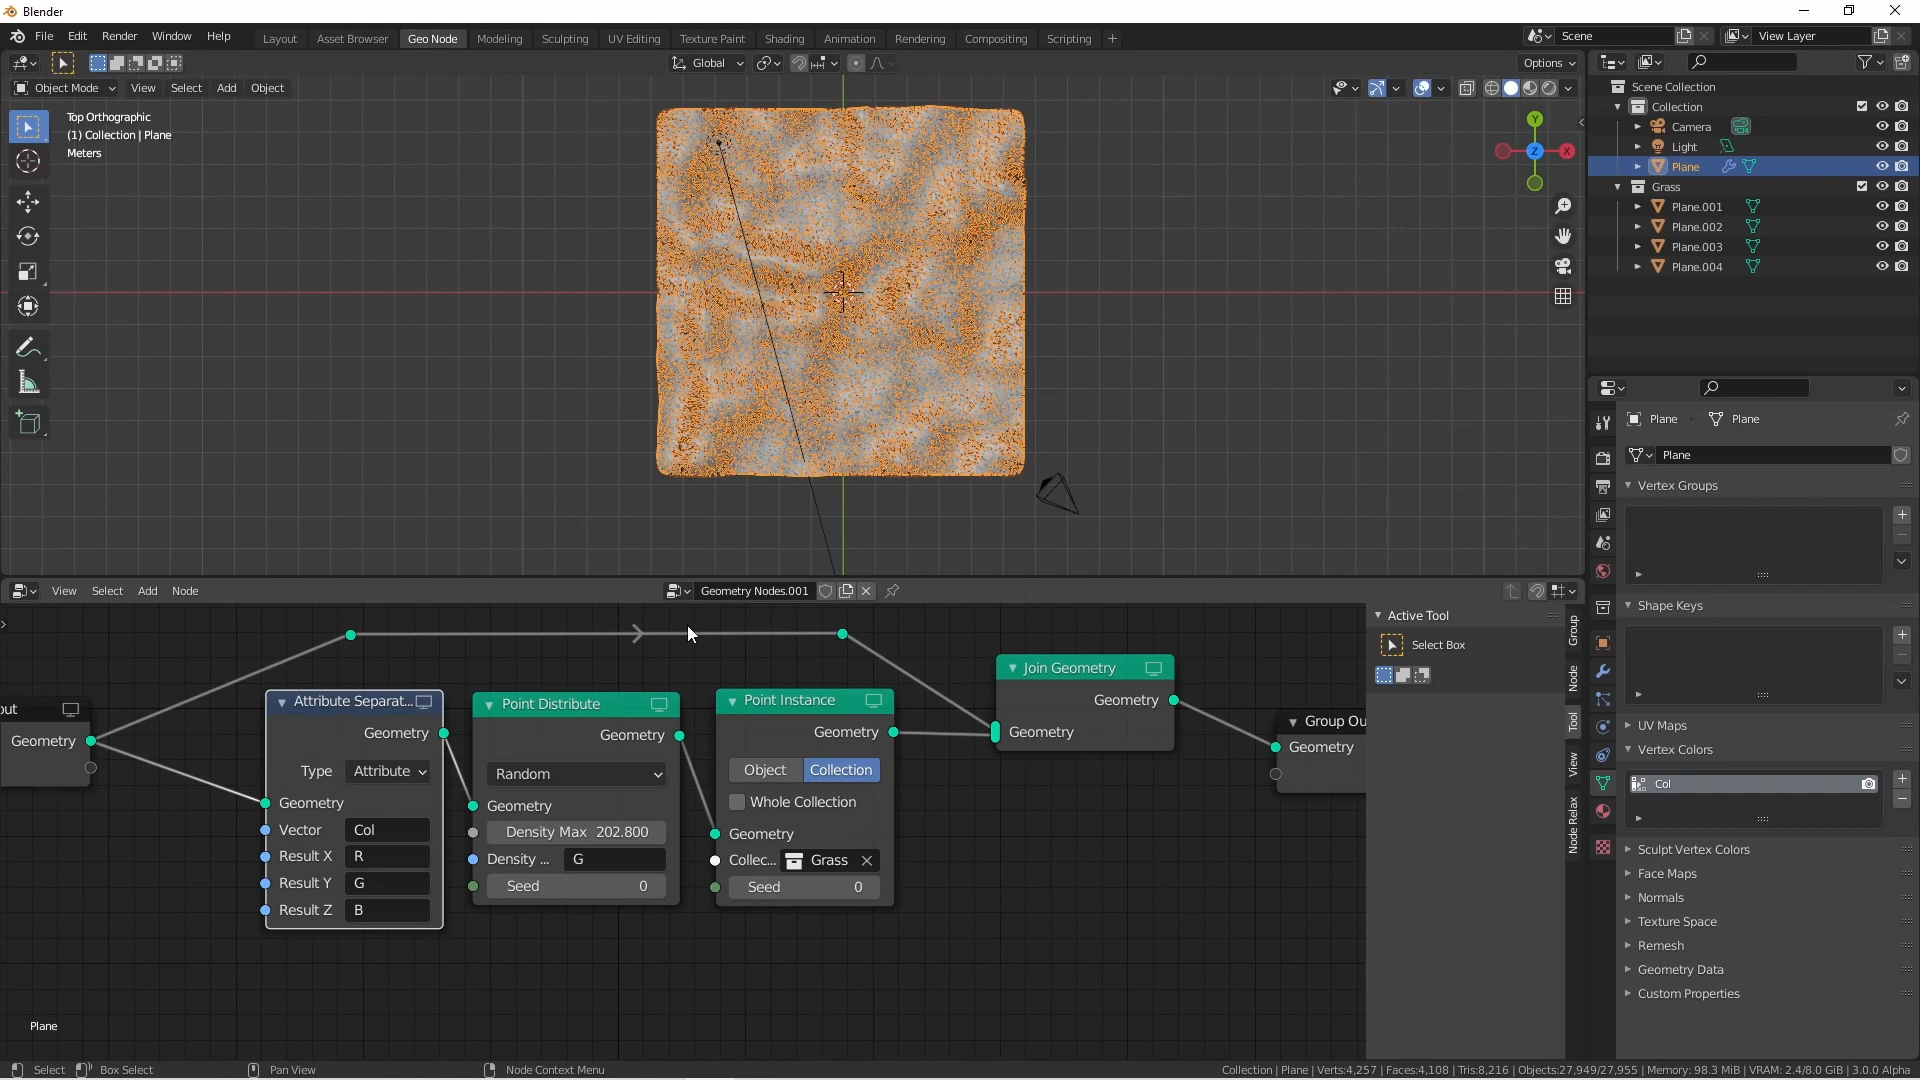 Blender
File Edit Render Window Help
Layout Asset Browser Geo Node Modeling Sculpting UV Editing Texture Paint Shading Animation Rendering Compositing Scripting +
Scene
View Layer
Global
Options
Object Mode View Select Add Object
Top Orthographic
(1) Collection | Plane
Meters
Y
Z
X
Scene Collection
Collection
Camera
Light
Plane
Grass
Plane.001
Plane.002
Plane.003
Plane.004
Plane Plane
Plane
Vertex Groups
Shape Keys
UV Maps
Vertex Colors
Col
Sculpt Vertex Colors
Face Maps
Normals
Texture Space
Remesh
Geometry Data
Custom Properties
View Select Add Node
Geometry Nodes.001
Active Tool
Select Box
Group
Node
Tool
View
Node Relax
out
Geometry
Attribute Separat...
Geometry
Type Attribute
Geometry
Vector Col
Result X R
Result Y G
Result Z B
Point Distribute
Geometry
Random
Geometry
Density Max 202.800
Density ... G
Seed 0
Point Instance
Geometry
Object Collection
Whole Collection
Geometry
Collec... Grass
Seed 0
Join Geometry
Geometry
Geometry
Group Ou
Geometry
Plane
Select Box Select Pan View Node Context Menu
Collection | Plane | Verts:4,257 | Faces:4,108 | Tris:8,216 | Objects:27,949/27,955 | Memory: 98.3 MiB | VRAM: 2.4/8.0 GiB | 3.0.0 Alpha